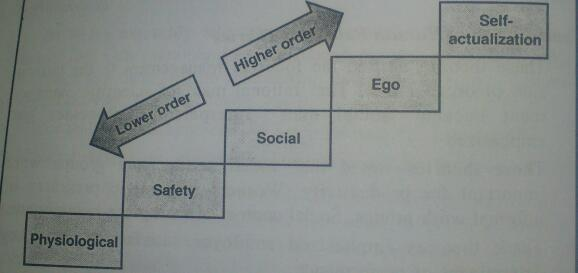 Self-
actualization
Higher order
Ego
Lower order
Social
Safety
Physiological